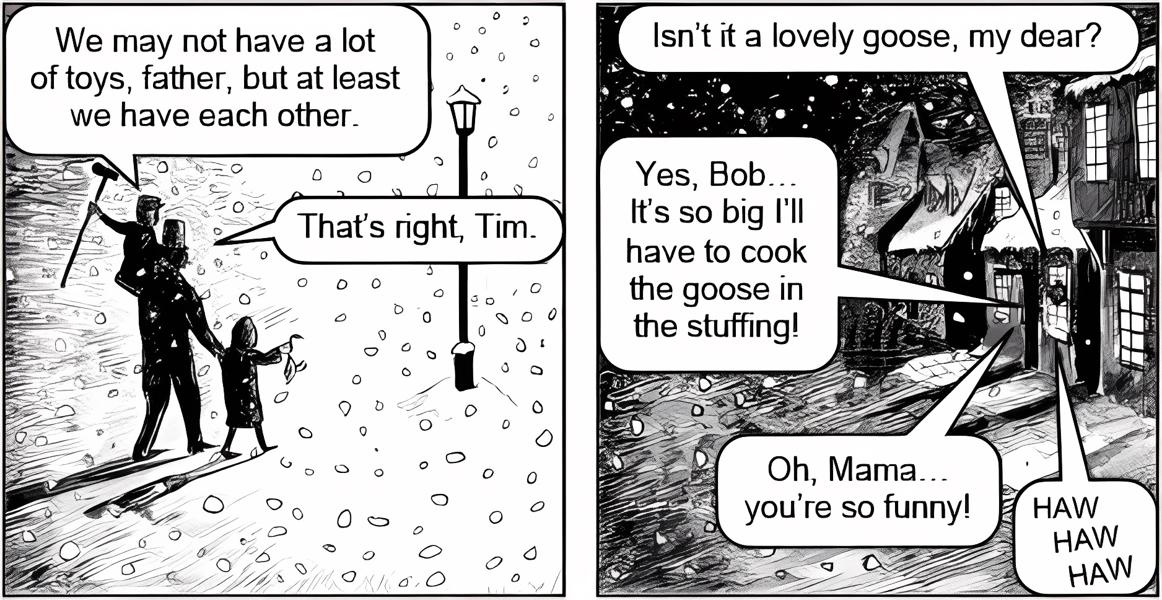 We may not have a lot
of toys, father, but at least
we have each other.
That's right, Tim.
Isn't it a lovely goose, my dear?
Yes, Bob...
It's so big I'll
have to cook
the goose in
the stuffing!
Oh, Mama...
you're so funny!
HAW
HAW
HAW